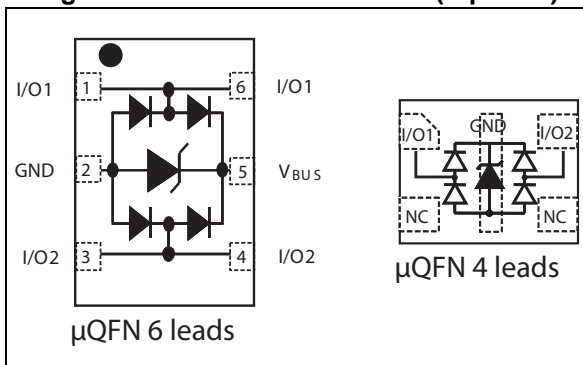 I/O1 1 6 I/O1
GND 2 5 VBUS
I/O2 3 4 I/O2
µQFN 6 leads
I/O1 GND I/O2
NC NC
µQFN 4 leads